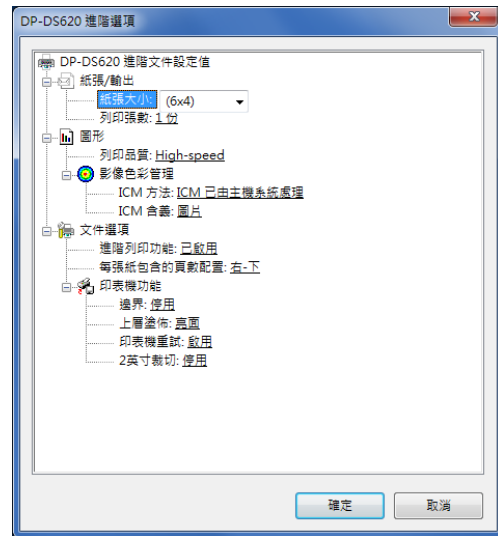 DP-DS620 進階選項
DP-DS620 進階文件設定值
紙張/輸出
紙張大小: (6x4)
列印張數: 1 份
圖形
列印品質: High-speed
影像色彩管理
ICM 方法: ICM 已由主機系統處理
ICM 含義: 圖片
文件選項
進階列印功能: 已啟用
每張紙包含的頁數配置: 右-下
印表機功能
邊界: 停用
上層塗佈: 亮面
印表機重試: 啟用
2英寸裁切: 停用
確定 取消